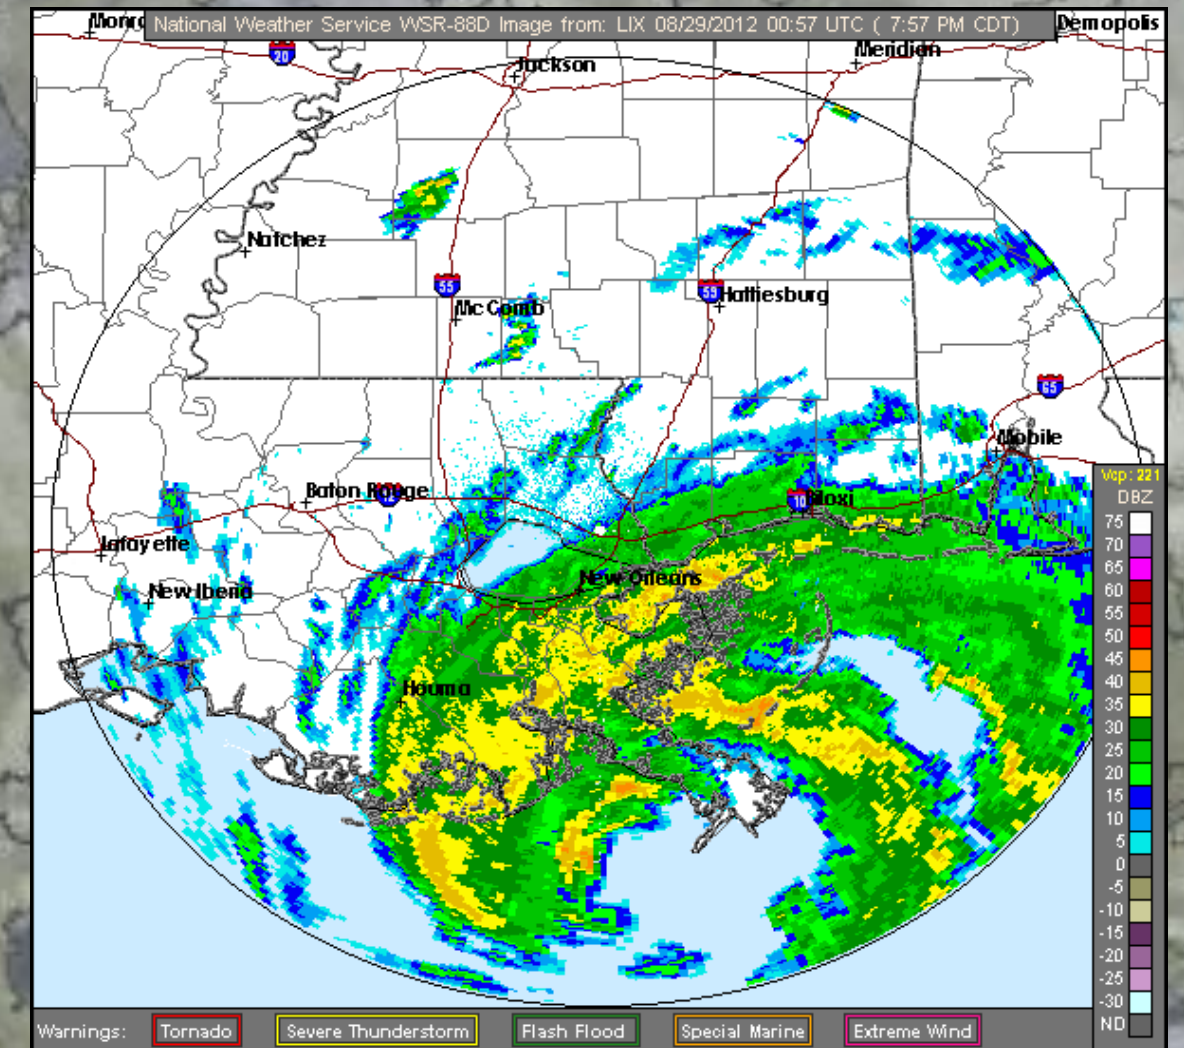 National Weather Service WSR-88D Image from: LIX 08/29/2012 00:57 UTC ( 7:57 PM CDT)
Demopolis
Meridian
20
Jackson
Natchez
55
59
Hattiesburg
Mc Comb
65
Mobile
Baton Rouge
10
Biloxi
Lafayette
New Iberia
New Orleans
Houma
Vcp: 221
DBZ
75
70
65
60
55
50
45
40
35
30
25
20
15
10
5
0
-5
-10
-15
-20
-25
-30
ND
Warnings: Tornado Severe Thunderstorm Flash Flood Special Marine Extreme Wind